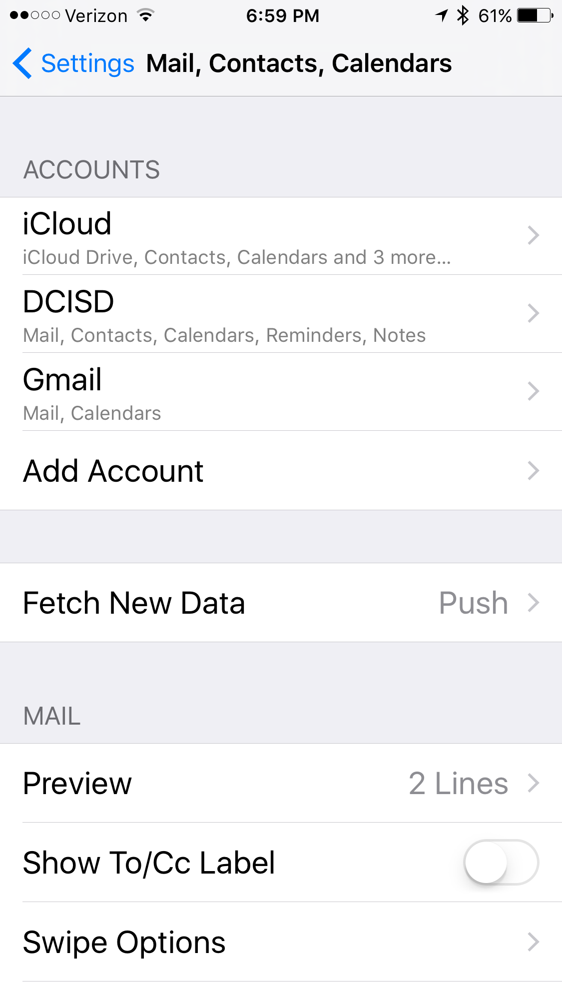 Verizon 6:59 PM 61%
Settings Mail, Contacts, Calendars
ACCOUNTS
iCloud
iCloud Drive, Contacts, Calendars and 3 more...
DCISD
Mail, Contacts, Calendars, Reminders, Notes
Gmail
Mail, Calendars
Add Account
Fetch New Data Push
MAIL
Preview 2 Lines
Show To/Cc Label
Swipe Options